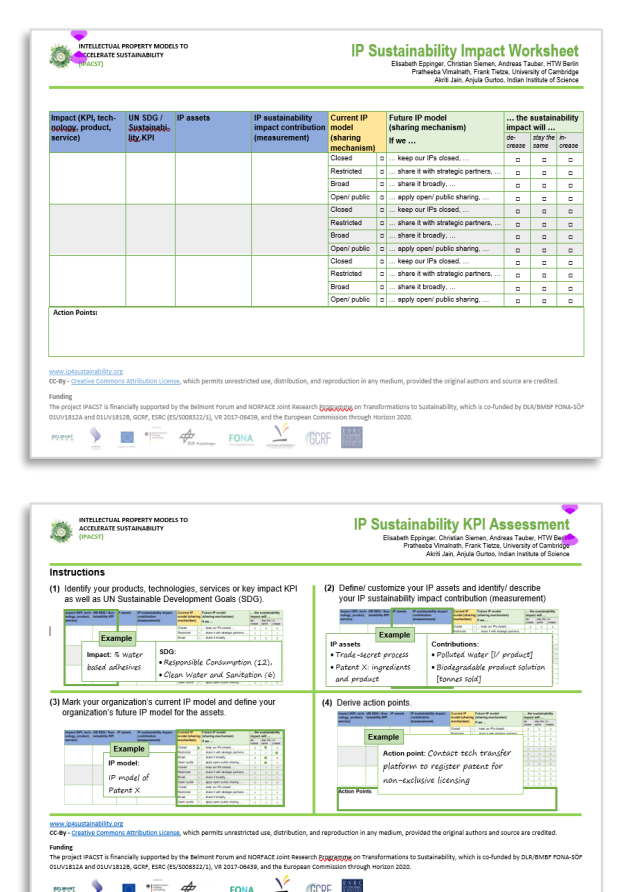 INTELLECTUAL PROPERTY MODELS TO
ACCELERATE SUSTAINABILITY
(IPACST)
IP Sustainability Impact Worksheet
Elisabeth Eppinger, Christian Siemen, Andreas Tauber, HTW Berlin
Pratheeba Vimalnath, Frank Tietze, University of Cambridge
Akriti Jain, Anjula Gurtoo, Indian Institute of Science
Impact (KPI, tech-
nology, product,
service)
UN SDG /
Sustainabi
lity KPI
IP assets
IP sustainability
impact contribution
(measurement)
Current IP
model
(sharing
mechanism)
Future IP model
(sharing mechanism)
If we …
… the sustainability
impact will …
de-
crease
stay the
same
in-
crease
Closed … keep our IPs closed, …
Restricted … share it with strategic partners, …
Broad … share it broadly, …
Open/ public … apply open/ public sharing, …
Closed … keep our IPs closed, …
Restricted … share it with strategic partners, …
Broad … share it broadly, …
Open/ public … apply open/ public sharing, …
Closed … keep our IPs closed, …
Restricted … share it with strategic partners, …
Broad … share it broadly, …
Open/ public … apply open/ public sharing, …
Action Points:
www.ip4sustainability.org
CC-By - Creative Commons Attribution License, which permits unrestricted use, distribution, and reproduction in any medium, provided the original authors and source are credited.
Funding
The project IPACST is financially supported by the Belmont Forum and NORFACE Joint Research Programme on Transformations to Sustainability, which is co-funded by DLR/BMBF FONA-SÖF
01UV1812A and 01UV1812B, GCRF, ESRC (ES/S008322/1), VR 2017-06439, and the European Commission through Horizon 2020.
BELMONT
FONA
GCRF
INTELLECTUAL PROPERTY MODELS TO
ACCELERATE SUSTAINABILITY
(IPACST)
IP Sustainability KPI Assessment
Elisabeth Eppinger, Christian Siemen, Andreas Tauber, HTW Berlin
Pratheeba Vimalnath, Frank Tietze, University of Cambridge
Akriti Jain, Anjula Gurtoo, Indian Institute of Science
Instructions
(1) Identify your products, technologies, services or key impact KPI
as well as UN Sustainable Development Goals (SDG).
Example
Impact: % water
based adhesives
SDG:
• Responsible Consumption (12),
• Clean Water and Sanitation (6)
(2) Define/ customize your IP assets and identify/ describe
your IP sustainability impact contribution (measurement)
Example
IP assets
• Trade-secret process
• Patent X: ingredients
and product
Contributions:
• Polluted water [l/ product]
• Biodegradable product solution
[tonnes sold]
(3) Mark your organization's current IP model and define your
organization's future IP model for the assets.
Example
IP model:
IP model of
Patent X
(4) Derive action points.
Example
Action point: Contact tech transfer
platform to register patent for
non-exclusive licensing
Action Points
www.ip4sustainability.org
CC-By - Creative Commons Attribution License, which permits unrestricted use, distribution, and reproduction in any medium, provided the original authors and source are credited.
Funding
The project IPACST is financially supported by the Belmont Forum and NORFACE Joint Research Programme on Transformations to Sustainability, which is co-funded by DLR/BMBF FONA-SÖF
01UV1812A and 01UV1812B, GCRF, ESRC (ES/S008322/1), VR 2017-06439, and the European Commission through Horizon 2020.
BELMONT
FONA
GCRF